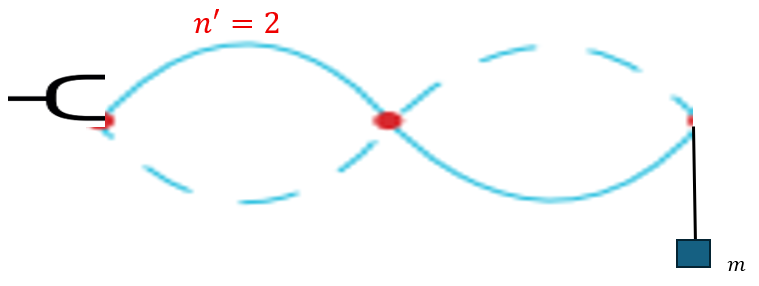 n′ = 2
m